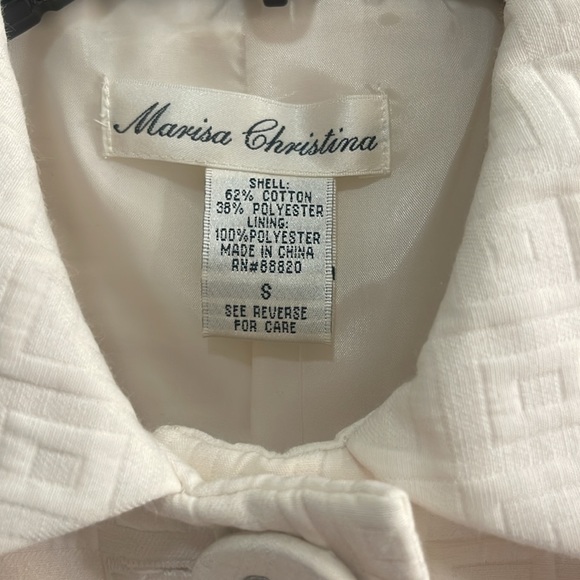 Marisa Christina
SHELL:
62% COTTON
38% POLYESTER
LINING:
100%POLYESTER
MADE IN CHINA
RN#68820
S
SEE REVERSE
FOR CARE